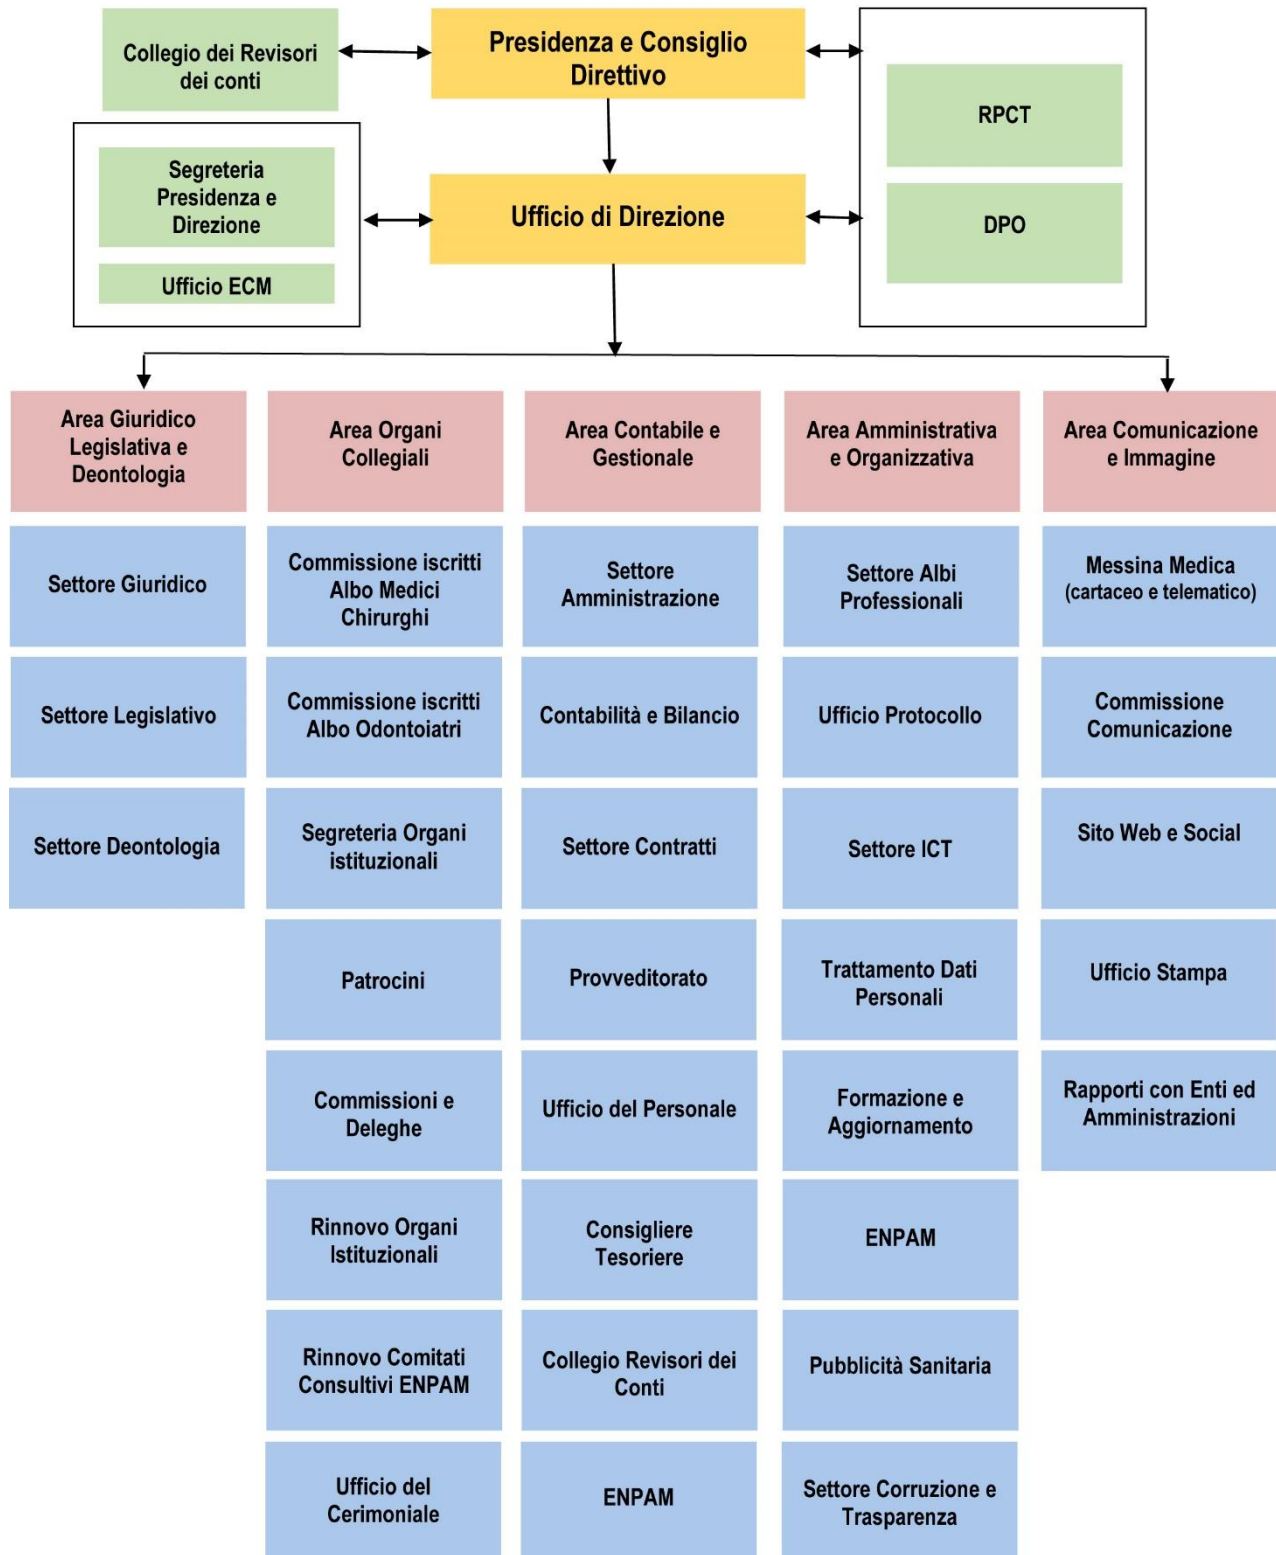 Collegio dei Revisori
dei conti
Presidenza e Consiglio
Direttivo
RPCT
Segreteria
Presidenza e
Direzione
Ufficio di Direzione
DPO
Ufficio ECM
Area Giuridico
Legislativa e
Deontologia
Area Organi
Collegiali
Area Contabile e
Gestionale
Area Amministrativa
e Organizzativa
Area Comunicazione
e Immagine
Settore Giuridico
Commissione iscritti
Albo Medici
Chirurghi
Settore
Amministrazione
Settore Albi
Professionali
Messina Medica
(cartaceo e telematico)
Settore Legislativo
Commissione iscritti
Albo Odontoiatri
Contabilità e Bilancio
Ufficio Protocollo
Commissione
Comunicazione
Settore Deontologia
Segreteria Organi
istituzionali
Settore Contratti
Settore ICT
Sito Web e Social
Patrocini
Provveditorato
Trattamento Dati
Personali
Ufficio Stampa
Commissioni e
Deleghe
Ufficio del Personale
Formazione e
Aggiornamento
Rapporti con Enti ed
Amministrazioni
Rinnovo Organi
Istituzionali
Consigliere
Tesoriere
ENPAM
Rinnovo Comitati
Consultivi ENPAM
Collegio Revisori dei
Conti
Pubblicità Sanitaria
Ufficio del
Cerimoniale
ENPAM
Settore Corruzione e
Trasparenza